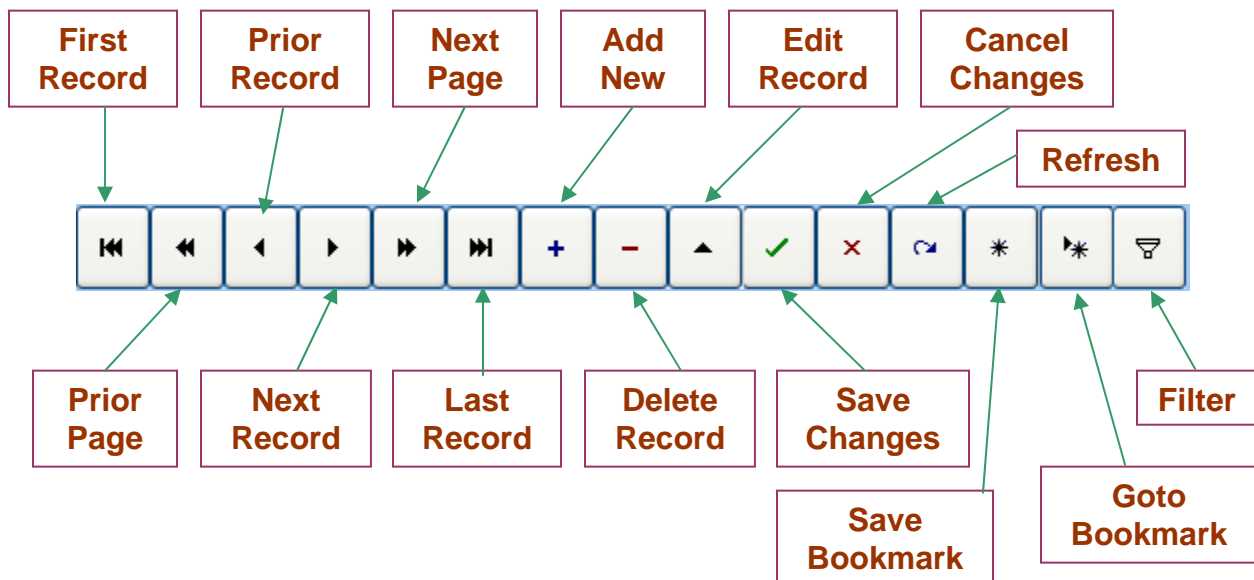 First
Record
Prior
Record
Next
Page
Add
New
Edit
Record
Cancel
Changes
Refresh
Prior
Page
Next
Record
Last
Record
Delete
Record
Save
Changes
Filter
Save
Bookmark
Goto
Bookmark